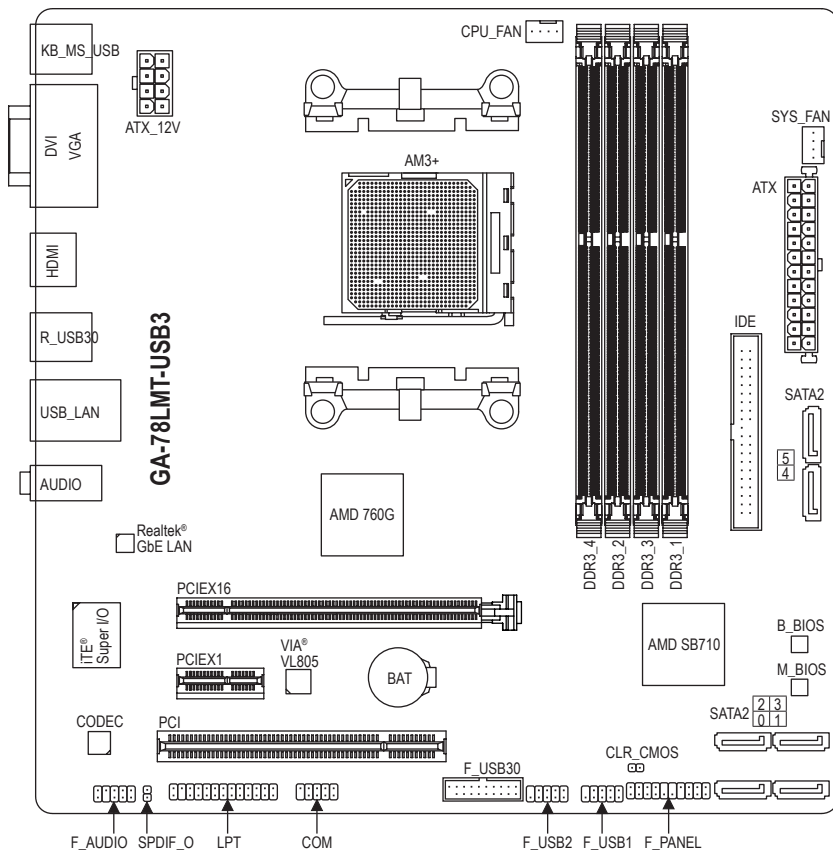 CPU_FAN
KB_MS_USB
ATX_12V
SYS_FAN
DVI
VGA
AM3+
ATX
HDMI
GA-78LMT-USB3
R_USB30
IDE
USB_LAN
SATA2
5
4
AUDIO
AMD 760G
Realtek®
GbE LAN
DDR3_4
DDR3_2
DDR3_3
DDR3_1
PCIEX16
iTE®
Super I/O
AMD SB710
B_BIOS
VIA®
VL805
PCIEX1
BAT
M_BIOS
2 3
0 1
SATA2
CODEC
PCI
CLR_CMOS
F_USB30
F_AUDIO
SPDIF_O
LPT
COM
F_USB2
F_USB1
F_PANEL